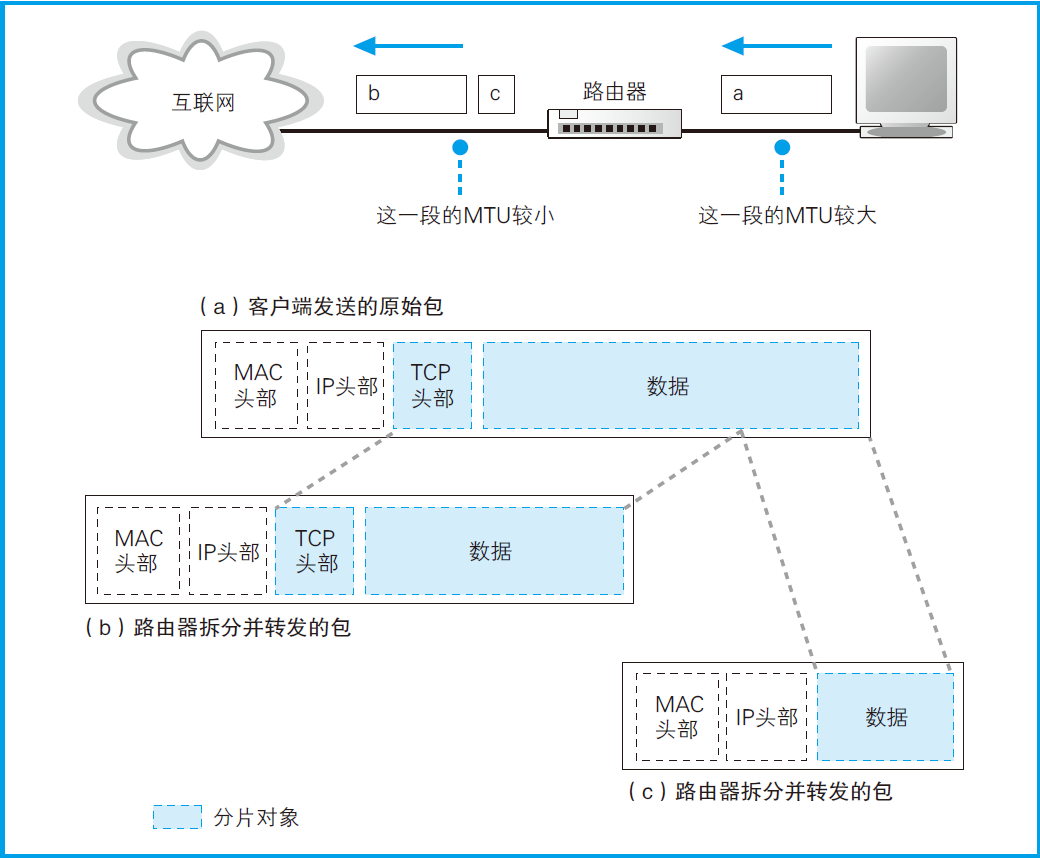 互联网
b
c
路由器
a
这一段的MTU较小
这一段的MTU较大
（a）客户端发送的原始包
MAC
头部
IP头部
TCP
头部
数据
MAC
头部
IP头部
TCP
头部
数据
（b）路由器拆分并转发的包
MAC
头部
IP头部
数据
（c）路由器拆分并转发的包
分片对象